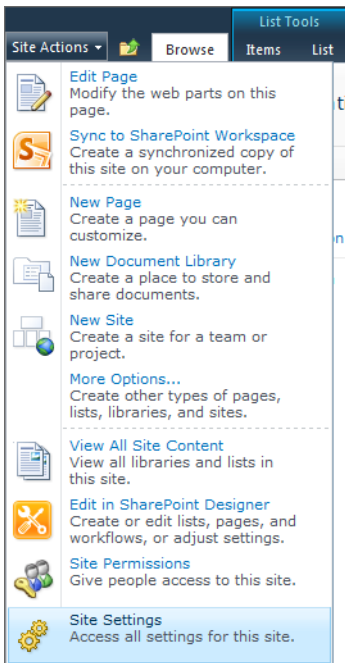 List Tools
Site Actions Browse Items List
Edit Page
Modify the web parts on this
page.
Sync to SharePoint Workspace
Create a synchronized copy of
this site on your computer.
New Page
Create a page you can
customize.
New Document Library
Create a place to store and
share documents.
New Site
Create a site for a team or
project.
More Options...
Create other types of pages,
lists, libraries, and sites.
View All Site Content
View all libraries and lists in
this site.
Edit in SharePoint Designer
Create or edit lists, pages, and
workflows, or adjust settings.
Site Permissions
Give people access to this site.
Site Settings
Access all settings for this site.